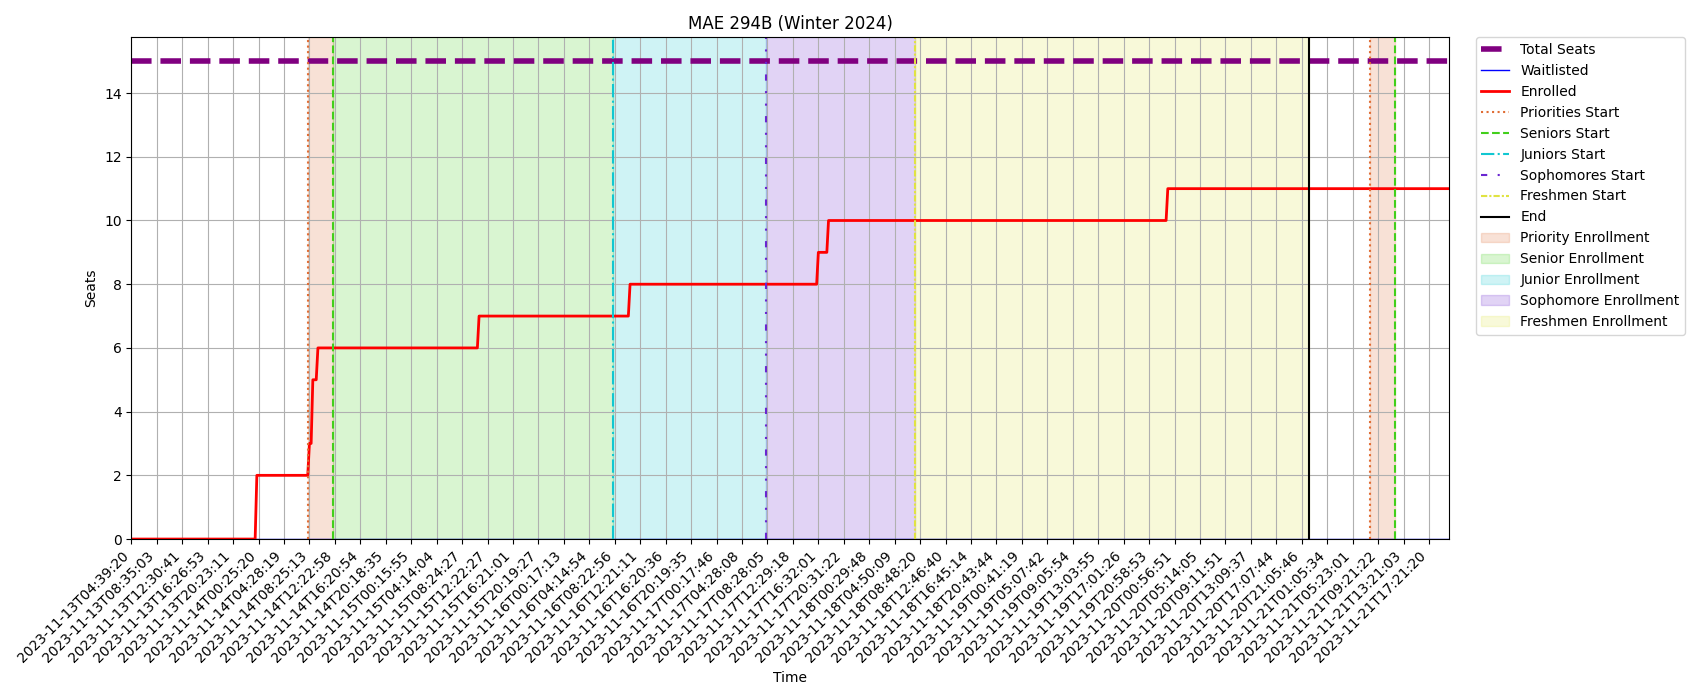 MAE 294B (Winter 2024)
Seats
14
12
10
8
6
4
2
0
2023-11-13T04:39:20
2023-11-13T08:35:03
2023-11-13T12:30:41
2023-11-13T16:26:53
2023-11-13T20:23:11
2023-11-14T00:25:20
2023-11-14T04:28:19
2023-11-14T08:25:13
2023-11-14T12:22:58
2023-11-14T16:20:54
2023-11-14T20:18:35
2023-11-15T00:15:55
2023-11-15T04:14:04
2023-11-15T08:24:27
2023-11-15T12:22:27
2023-11-15T16:21:01
2023-11-15T20:19:27
2023-11-16T00:17:13
2023-11-16T04:14:54
2023-11-16T08:22:56
2023-11-16T12:21:11
2023-11-16T16:20:36
2023-11-16T20:19:35
2023-11-17T00:17:46
2023-11-17T04:28:08
2023-11-17T08:28:05
2023-11-17T12:29:18
2023-11-17T16:32:01
2023-11-17T20:31:22
2023-11-18T00:29:48
2023-11-18T04:50:09
2023-11-18T08:48:20
2023-11-18T12:46:40
2023-11-18T16:45:14
2023-11-18T20:43:44
2023-11-19T00:41:19
2023-11-19T05:07:42
2023-11-19T09:05:54
2023-11-19T13:03:55
2023-11-19T17:01:26
2023-11-19T20:58:53
2023-11-20T00:56:51
2023-11-20T05:14:05
2023-11-20T09:11:51
2023-11-20T13:09:37
2023-11-20T17:07:44
2023-11-20T21:05:46
2023-11-21T01:05:34
2023-11-21T05:23:01
2023-11-21T09:21:22
2023-11-21T13:21:03
2023-11-21T17:21:20
Time
Total Seats
Waitlisted
Enrolled
Priorities Start
Seniors Start
Juniors Start
Sophomores Start
Freshmen Start
End
Priority Enrollment
Senior Enrollment
Junior Enrollment
Sophomore Enrollment
Freshmen Enrollment